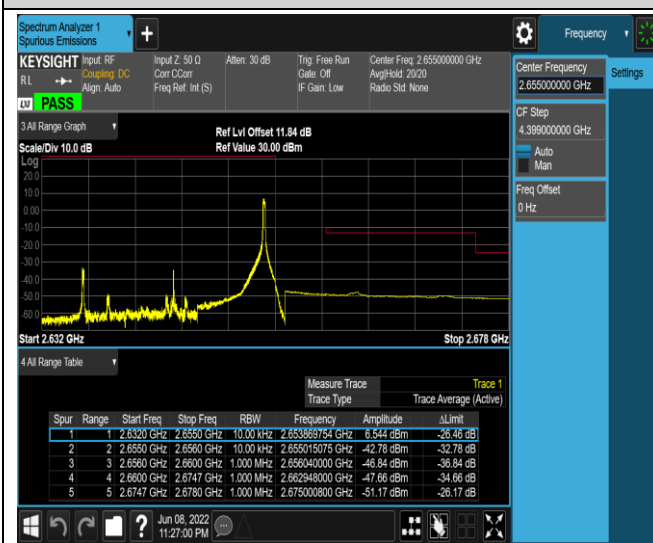 Spectrum Analyzer 1
Spurious Emissions
Frequency
KEYSIGHT Input: RF Input Z: 50 Ω Atten: 30 dB Trig: Free Run Center Freq: 2.655000000 GHz
RL Coupling: DC Corr CCorr Gate: Off Avg|Hold: 20/20
Align: Auto Freq Ref: Int (S) IF Gain: Low Radio Std: None
PASS
Center Frequency
2.655000000 GHz
Settings
CF Step
4.399000000 GHz
Auto
Man
Freq Offset
0 Hz
3 All Range Graph
Ref Lvl Offset 11.84 dB
Scale/Div 10.0 dB Ref Value 30.00 dBm
Log
20.0
10.0
0.00
-10.0
-20.0
-30.0
-40.0
-50.0
-60.0
Start 2.632 GHz Stop 2.678 GHz
4 All Range Table
Measure Trace Trace 1
Trace Type Trace Average (Active)
Spur Range Start Freq Stop Freq RBW Frequency Amplitude ΔLimit
1 1 2.6320 GHz 2.6550 GHz 10.00 kHz 2.653869754 GHz 6.544 dBm -26.46 dB
2 2 2.6550 GHz 2.6560 GHz 10.00 kHz 2.655015075 GHz -42.78 dBm -32.78 dB
3 3 2.6560 GHz 2.6600 GHz 1.000 MHz 2.656040000 GHz -46.84 dBm -36.84 dB
4 4 2.6600 GHz 2.6747 GHz 1.000 MHz 2.662948000 GHz -47.66 dBm -34.66 dB
5 5 2.6747 GHz 2.6780 GHz 1.000 MHz 2.675000800 GHz -51.17 dBm -26.17 dB
Jun 08, 2022
11:27:00 PM